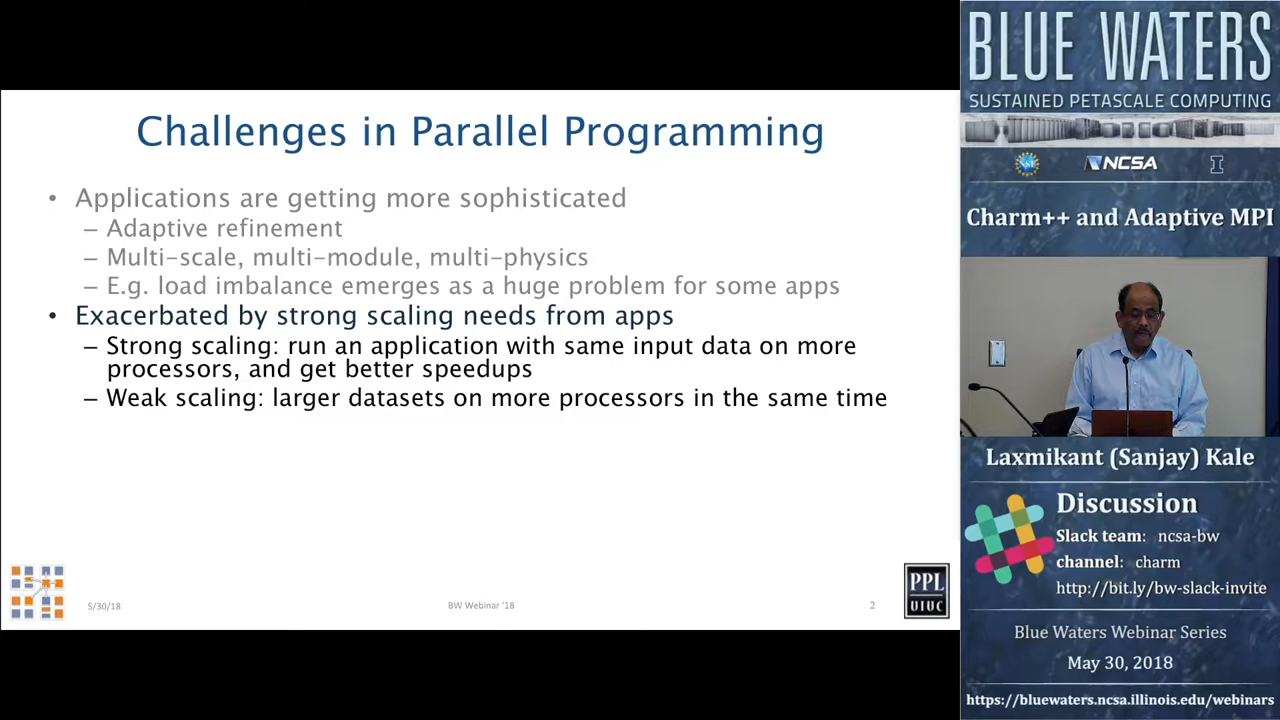 Challenges in Parallel Programming
• Applications are getting more sophisticated
– Adaptive refinement
– Multi-scale, multi-module, multi-physics
– E.g. load imbalance emerges as a huge problem for some apps
• Exacerbated by strong scaling needs from apps
– Strong scaling: run an application with same input data on more
processors, and get better speedups
– Weak scaling: larger datasets on more processors in the same time
5/30/18
BW Webinar '18
2
PPL
UIUC
BLUE WATERS
SUSTAINED PETASCALE COMPUTING
NSF
NCSA
I
Charm++ and Adaptive MPI
Laxmikant (Sanjay) Kale
Discussion
Slack team: ncsa-bw
channel: charm
http://bit.ly/bw-slack-invite
Blue Waters Webinar Series
May 30, 2018
https://bluewaters.ncsa.illinois.edu/webinars